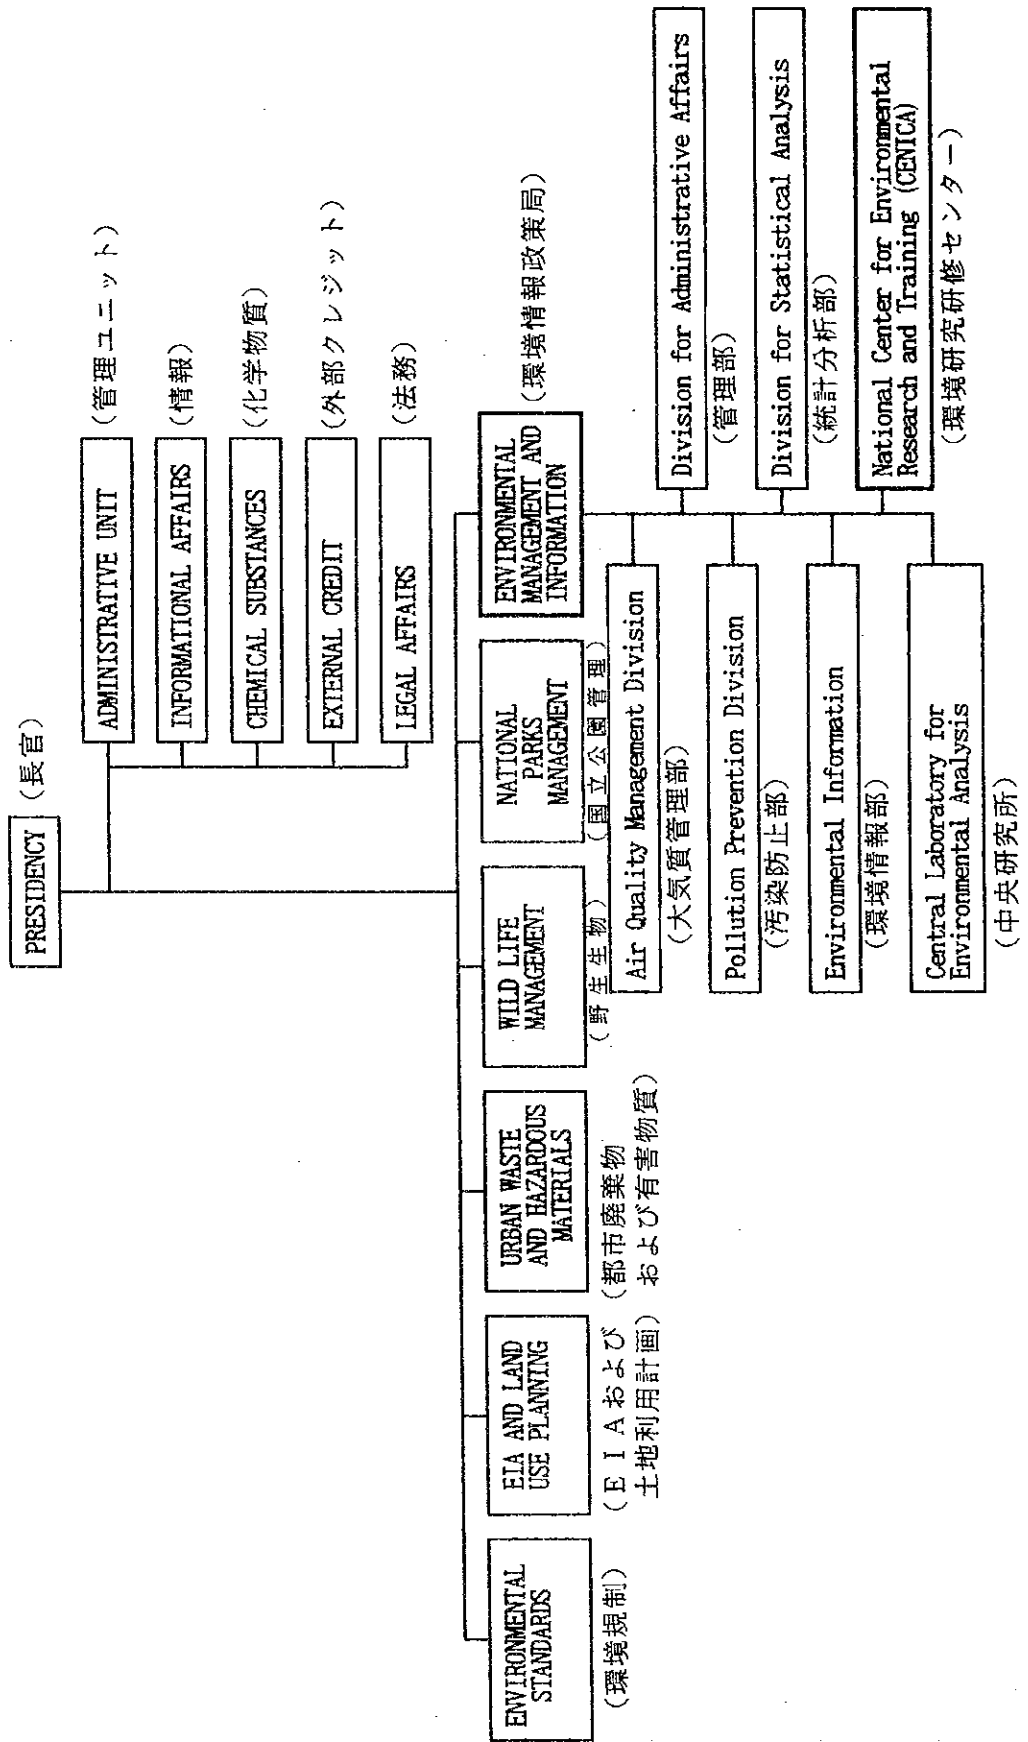 PRESIDENCY
(長官)
ADMINISTRATIVE UNIT
(管理ユニット)
INFORMATIONAL AFFAIRS
(情報)
CHEMICAL SUBSTANCES
(化学物質)
EXTERNAL CREDIT
(外部クレジット)
LEGAL AFFAIRS
(法務)
ENVIRONMENTAL
STANDARDS
(環境規制)
EIA AND LAND
USE PLANNING
(EIAおよび
土地利用計画)
URBAN WASTE
AND HAZARDOUS
MATERIALS
(都市廃棄物
および有害物質)
WILD LIFE
MANAGEMENT
(野生生物)
NATIONAL
PARKS
MANAGEMENT
(国立公園管理)
ENVIRONMENTAL
MANAGEMENT AND
INFORMATION
(環境情報政策局)
Air Quality Management Division
(大気質管理部)
Pollution Prevention Division
(汚染防止部)
Environmental Information
(環境情報部)
Central Laboratory for
Environmental Analysis
(中央研究所)
Division for Administrative Affairs
(管理部)
Division for Statistical Analysis
(統計分析部)
National Center for Environmental
Research and Training (CENICA)
(環境研究研修センター)